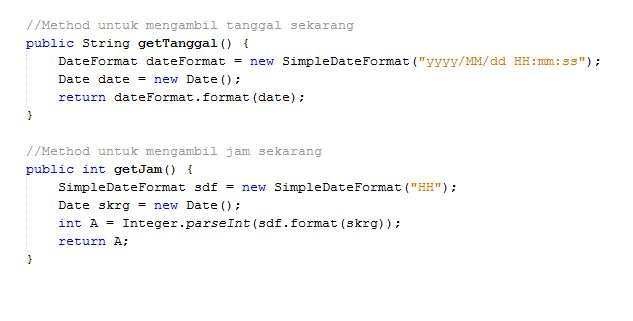 //Method untuk mengambil tanggal sekarang
public String getTanggal() {
    DateFormat dateFormat = new SimpleDateFormat("yyyy/MM/dd HH:mm:ss");
    Date date = new Date();
    return dateFormat.format(date);
}

//Method untuk mengambil jam sekarang
public int getJam() {
    SimpleDateFormat sdf = new SimpleDateFormat("HH");
    Date skrg = new Date();
    int A = Integer.parseInt(sdf.format(skrg));
    return A;
}